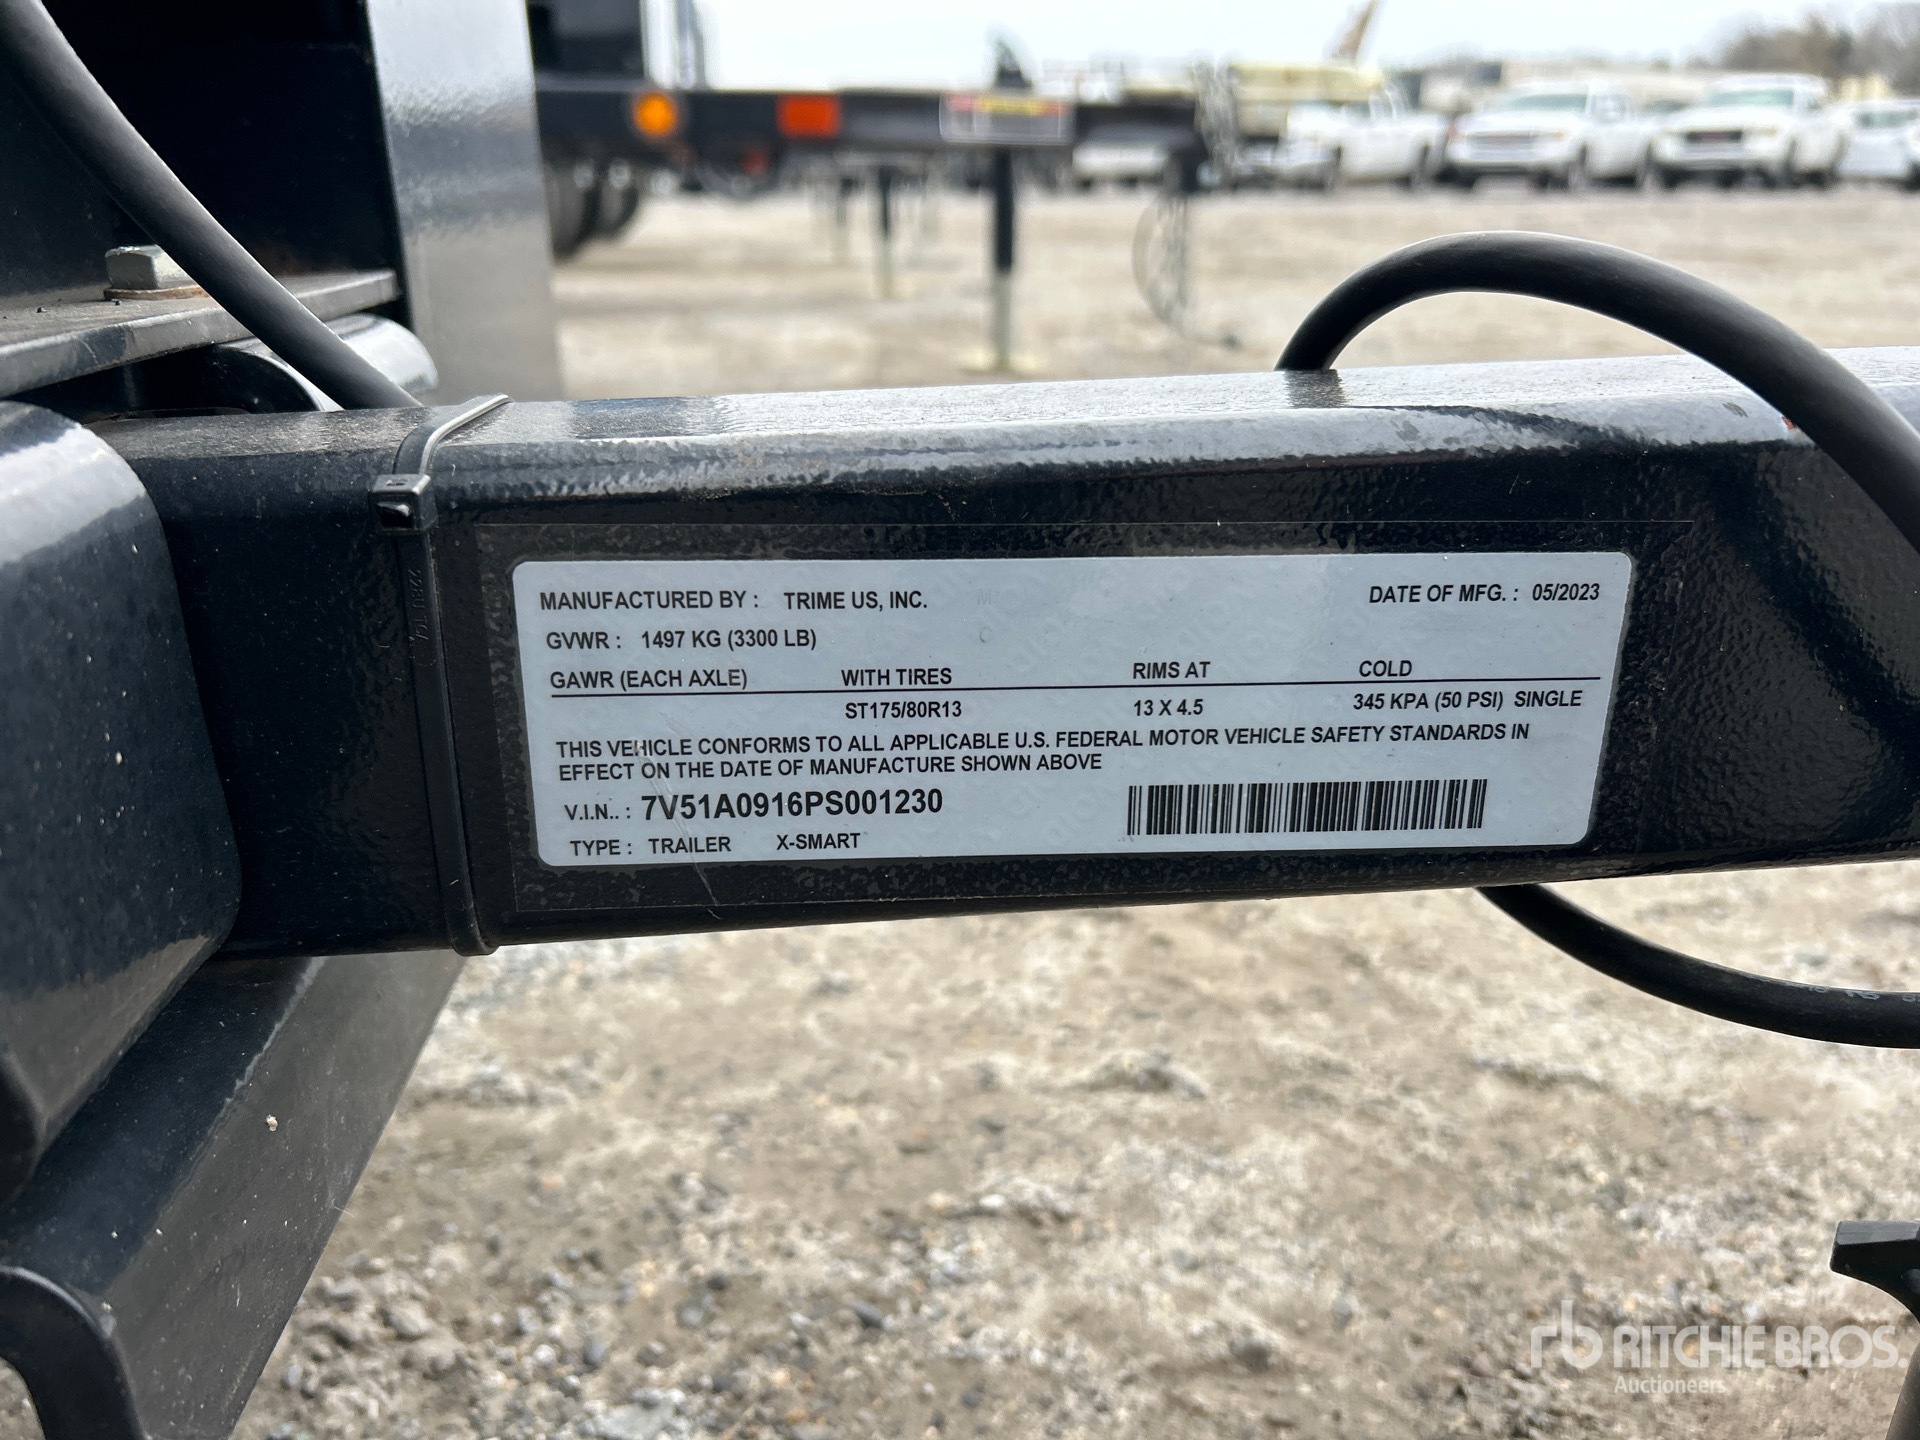 MANUFACTURED BY : TRIME US, INC. DATE OF MFG. : 05/2023
GVWR : 1497 KG (3300 LB)
GAWR (EACH AXLE) WITH TIRES RIMS AT COLD
ST175/80R13 13 X 4.5 345 KPA (50 PSI) SINGLE
THIS VEHICLE CONFORMS TO ALL APPLICABLE U.S. FEDERAL MOTOR VEHICLE SAFETY STANDARDS IN
EFFECT ON THE DATE OF MANUFACTURE SHOWN ABOVE
V.I.N.. : 7V51A0916PS001230
TYPE : TRAILER X-SMART
rb RITCHIE BROS.
Auctioneers